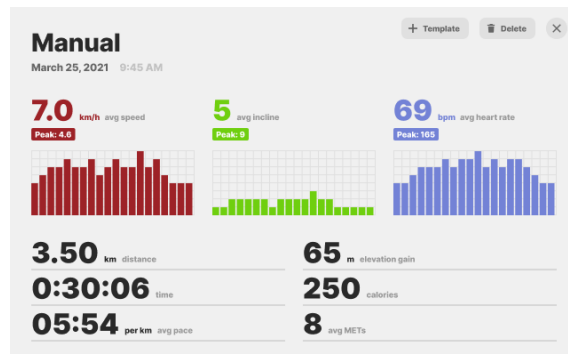 Manual
+ Template
Delete
March 25, 2021 9:45 AM
7.0 km/h avg speed
Peak: 4.6
5 avg incline
Peak: 9
69 bpm avg heart rate
Peak: 165
3.50 km distance
65 m elevation gain
0:30:06 time
250 calories
05:54 per km avg pace
8 avg METs